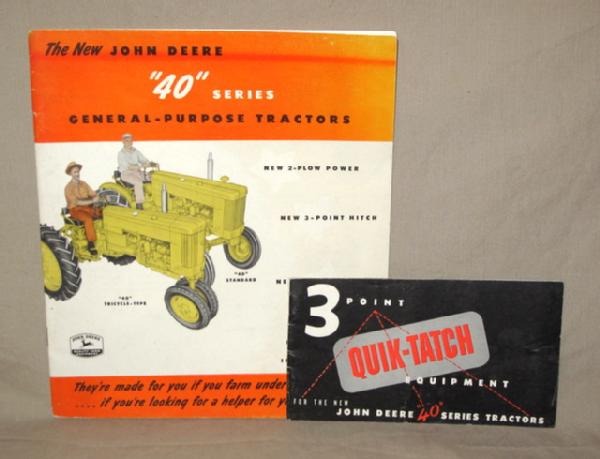 The New JOHN DEERE
"40" SERIES
GENERAL-PURPOSE TRACTORS
NEW 2-PLOW POWER
NEW 3-POINT HITCH
"40"
STANDARD
"40"
TRICYCLE-TYPE
JOHN DEERE
They're made for you if you farm under
.... if you're looking for a helper for
3 POINT
QUIK-TATCH
EQUIPMENT
FOR THE NEW
JOHN DEERE "40" SERIES TRACTORS